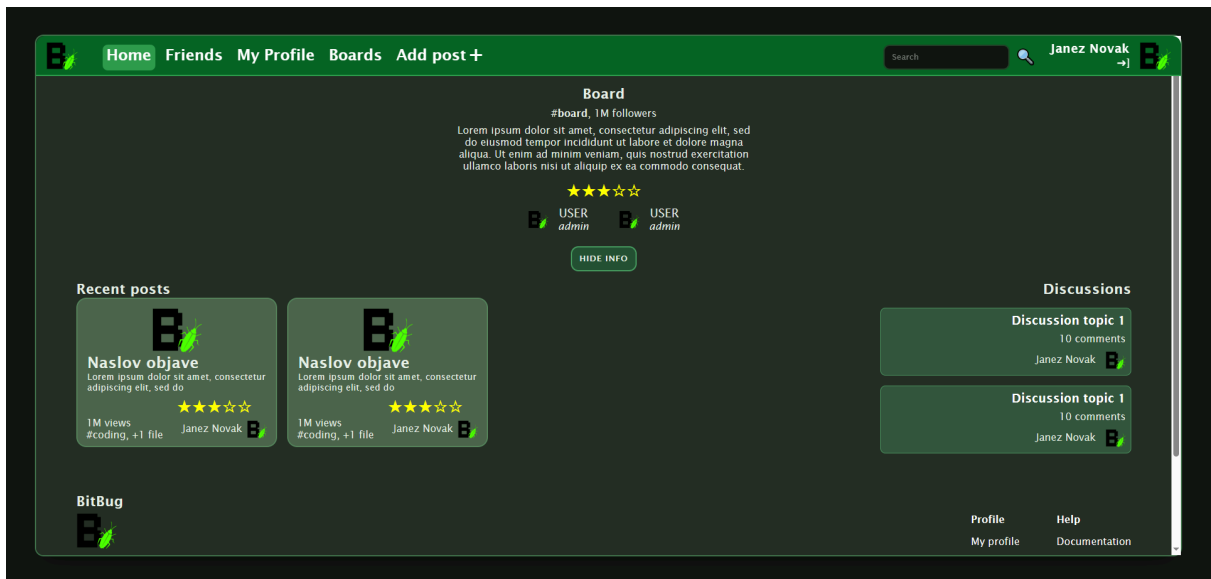 Home Friends My Profile Boards Add post+
Search
Janez Novak
Board
#board, 1M followers
Lorem ipsum dolor sit amet, consectetur adipiscing elit, sed
do eiusmod tempor incididunt ut labore et dolore magna
aliqua. Ut enim ad minim veniam, quis nostrud exercitation
ullamco laboris nisi ut aliquip ex ea commodo consequat.
★★★☆☆
USER
admin
USER
admin
HIDE INFO
Recent posts
Naslov objave
Lorem ipsum dolor sit amet, consectetur
adipiscing elit, sed do
★★★☆☆
1M views
#coding, +1 file
Janez Novak
Naslov objave
Lorem ipsum dolor sit amet, consectetur
adipiscing elit, sed do
★★★☆☆
1M views
#coding, +1 file
Janez Novak
Discussions
Discussion topic 1
10 comments
Janez Novak
Discussion topic 1
10 comments
Janez Novak
BitBug
Profile
My profile
Help
Documentation